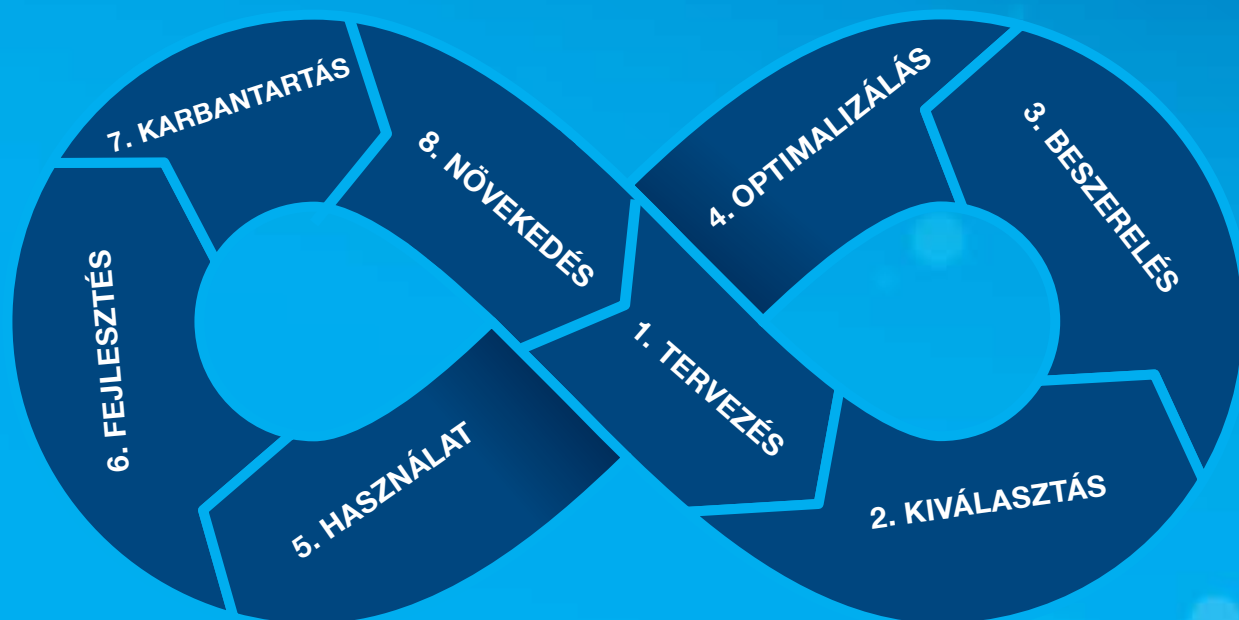 1. TERVEZÉS
2. KIVÁLASZTÁS
3. BESZERELÉS
4. OPTIMALIZÁLÁS
5. HASZNÁLAT
6. FEJLESZTÉS
7. KARBANTARTÁS
8. NÖVEKEDÉS